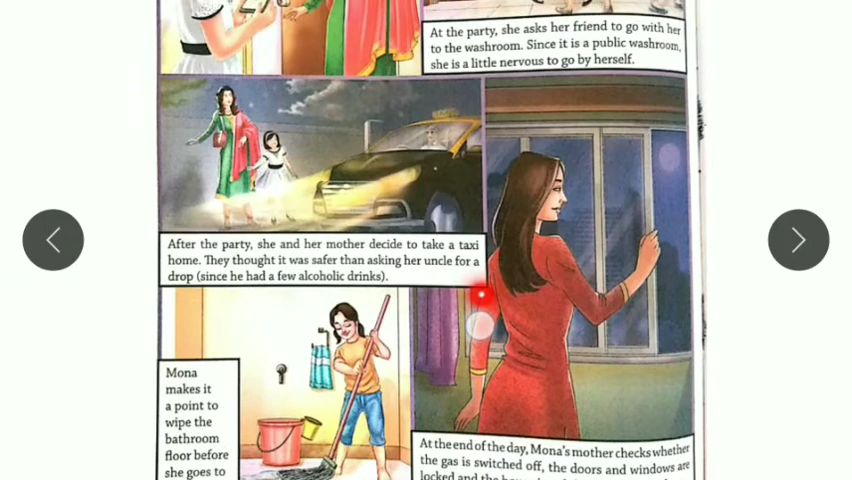 At the party, she asks her friend to go with her
to the washroom. Since it is a public washroom,
she is a little nervous to go by herself.
After the party, she and her mother decide to take a taxi
home. They thought it was safer than asking her uncle for a
drop (since he had a few alcoholic drinks).
Mona
makes it
a point to
wipe the
bathroom
floor before
she goes to
At the end of the day, Mona's mother checks whether
the gas is switched off, the doors and windows are
locked and the